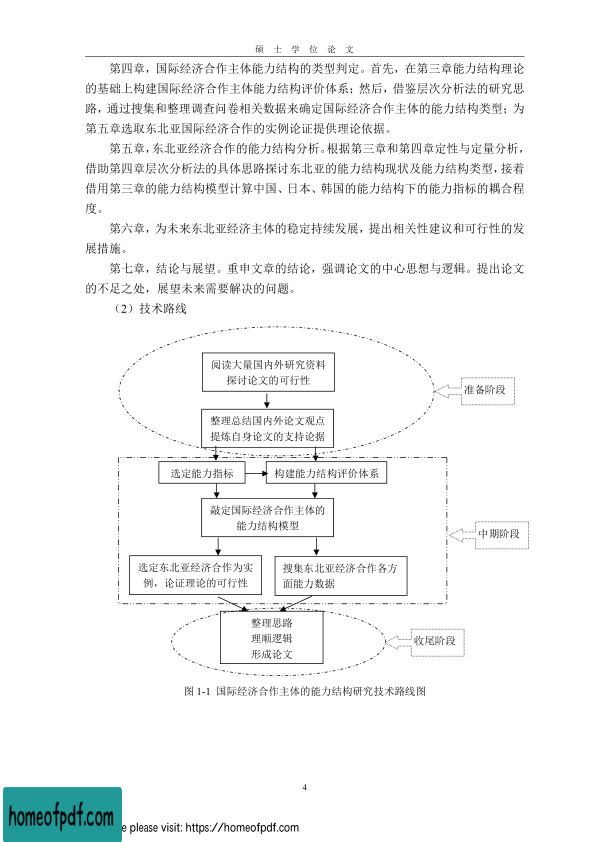 硕 士 学 位 论 文
第四章，国际经济合作主体能力结构的类型判定。首先，在第三章能力结构理论
的基础上构建国际经济合作主体能力结构评价体系；然后，借鉴层次分析法的研究思
路，通过搜集和整理调查问卷相关数据来确定国际经济合作主体的能力结构类型；为
第五章选取东北亚国际经济合作的实例论证提供理论依据。
第五章，东北亚经济合作的能力结构分析。根据第三章和第四章定性与定量分析，
借助第四章层次分析法的具体思路探讨东北亚的能力结构现状及能力结构类型，接着
借用第三章的能力结构模型计算中国、日本、韩国的能力结构下的能力指标的耦合程
度。
第六章，为未来东北亚经济主体的稳定持续发展，提出相关性建议和可行性的发
展措施。
第七章，结论与展望。重申文章的结论，强调论文的中心思想与逻辑。提出论文
的不足之处，展望未来需要解决的问题。
（2）技术路线
阅读大量国内外研究资料
探讨论文的可行性
准备阶段
整理总结国内外论文观点
提炼自身论文的支持论据
选定能力指标
构建能力结构评价体系
敲定国际经济合作主体的
能力结构模型
中期阶段
选定东北亚经济合作为实
例，论证理论的可行性
搜集东北亚经济合作各方
面能力数据
整理思路
理顺逻辑
形成论文
收尾阶段
图 1-1 国际经济合作主体的能力结构研究技术路线图
4
homeofpdf.com
e please visit: https://homeofpdf.com